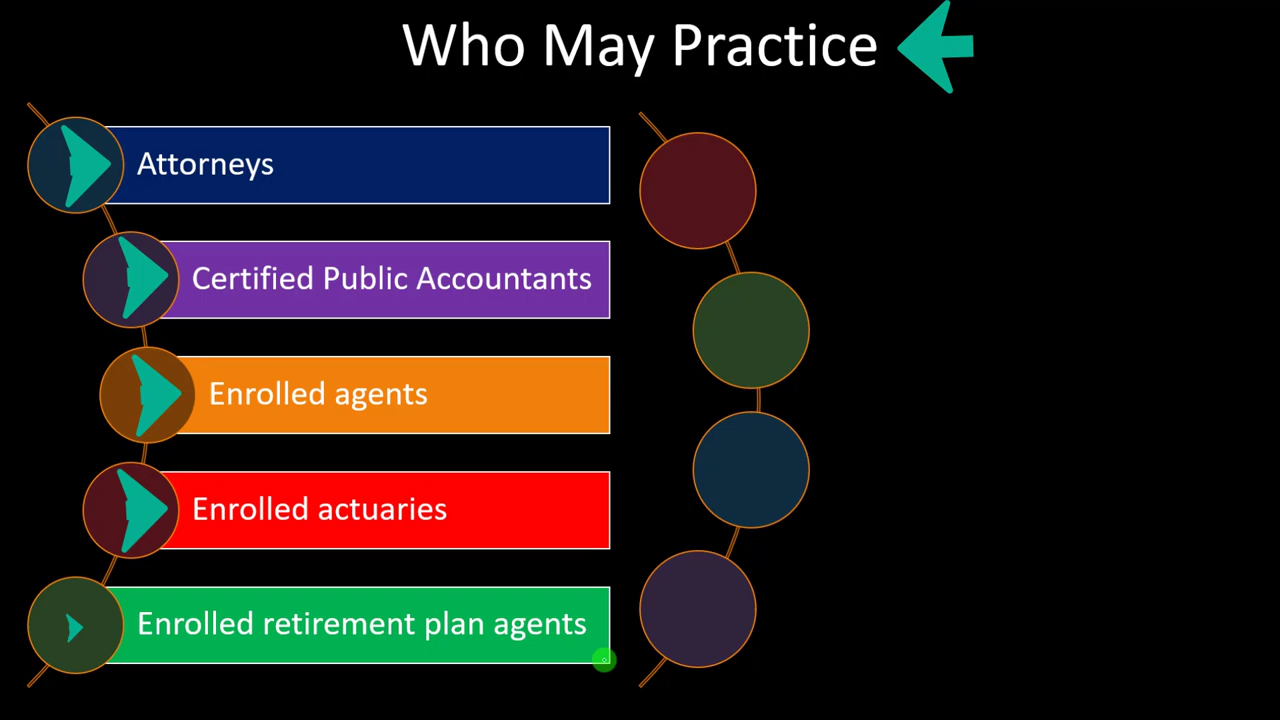 Who May Practice
Attorneys
Certified Public Accountants
Enrolled agents
Enrolled actuaries
Enrolled retirement plan agents